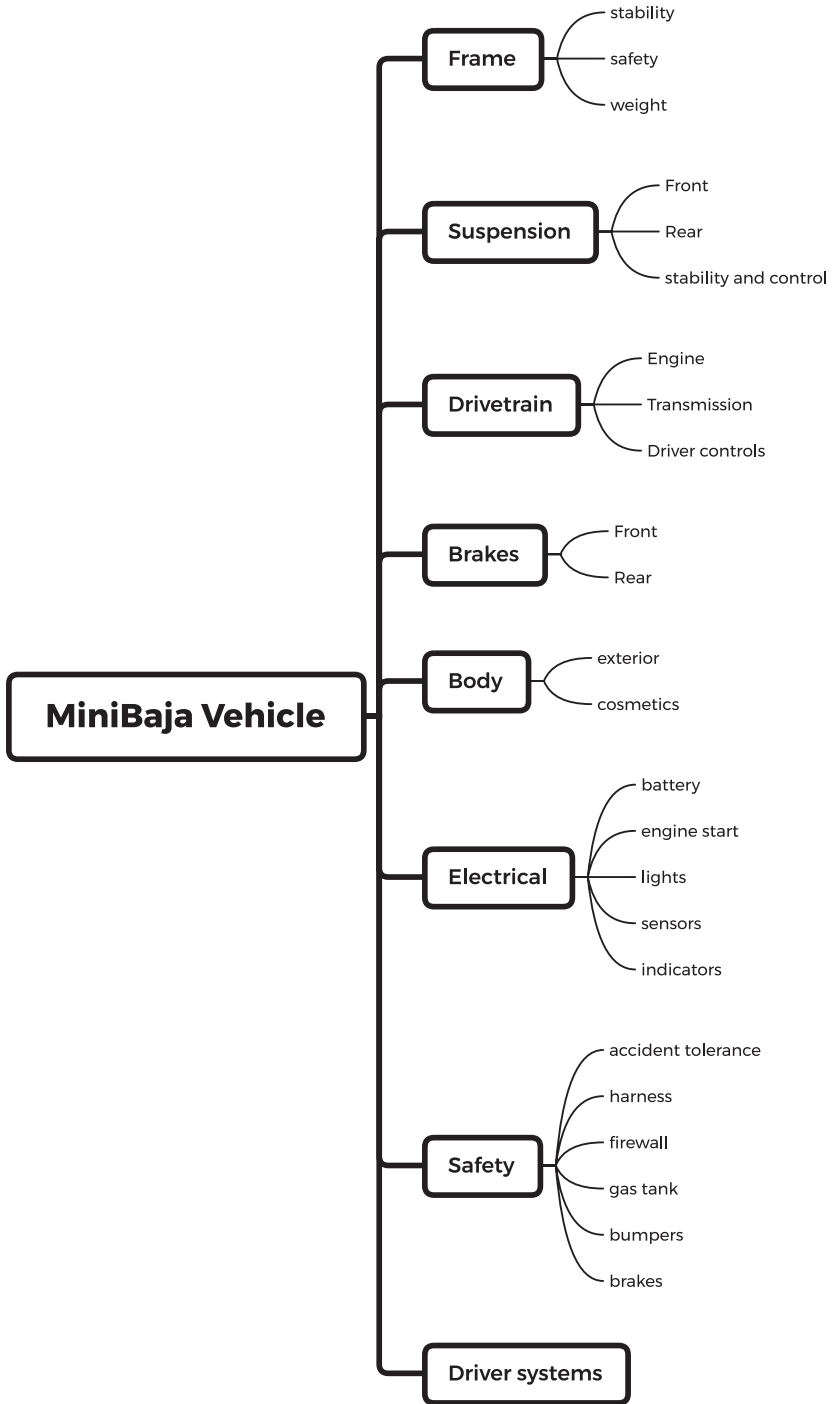 Frame
stability
safety
weight
Suspension
Front
Rear
stability and control
Drivetrain
Engine
Transmission
Driver controls
Brakes
Front
Rear
MiniBaja Vehicle
Body
exterior
cosmetics
Electrical
battery
engine start
lights
sensors
indicators
Safety
accident tolerance
harness
firewall
gas tank
bumpers
brakes
Driver systems